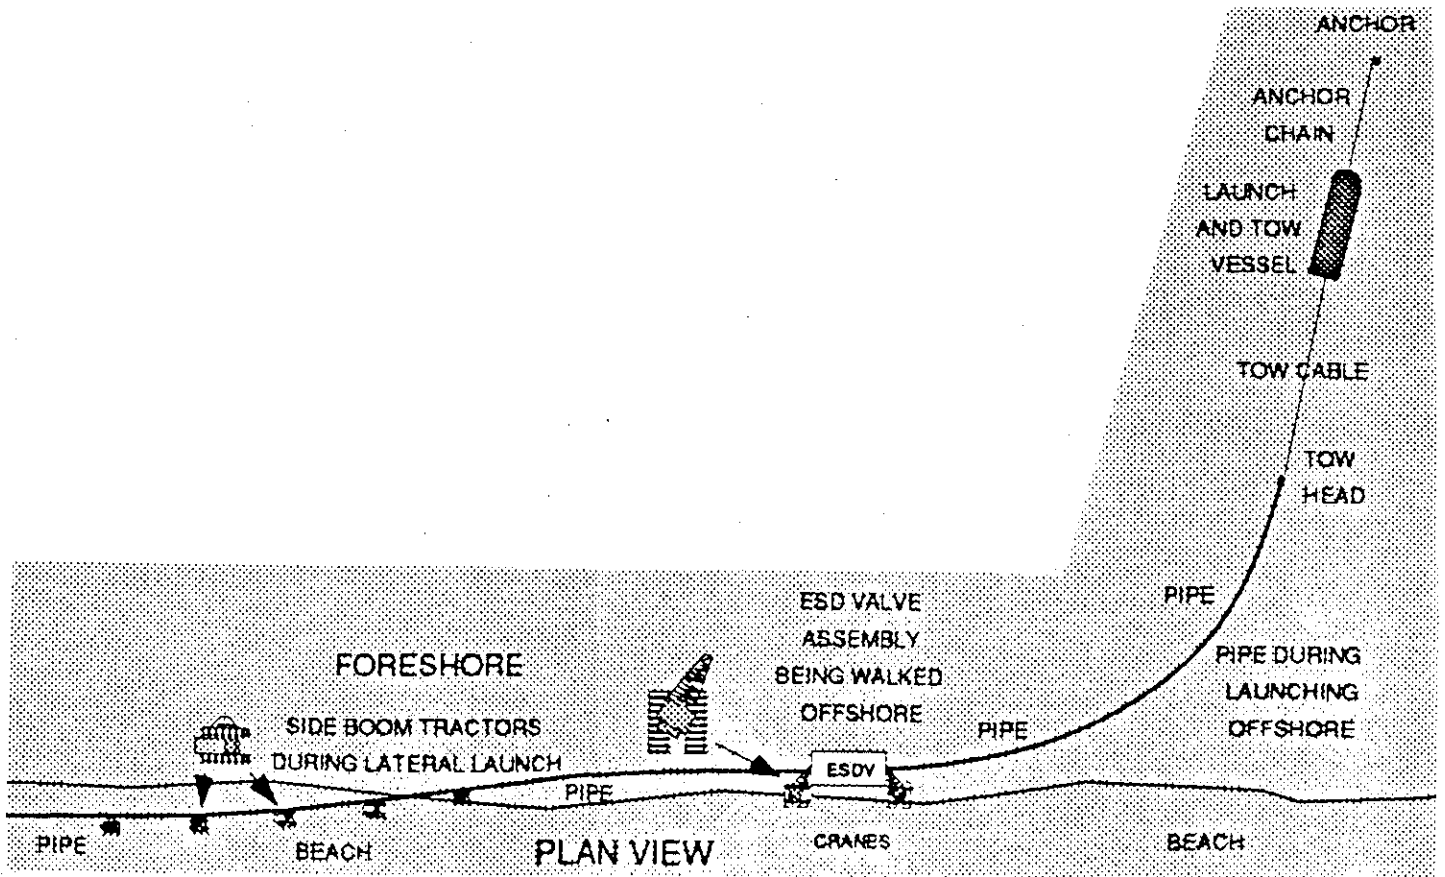 ANCHOR
ANCHOR
CHAIN
LAUNCH
AND TOW
VESSEL
TOW CABLE
TOW
HEAD
PIPE
PIPE DURING
LAUNCHING
OFFSHORE
ESD VALVE
ASSEMBLY
BEING WALKED
OFFSHORE
FORESHORE
SIDE BOOM TRACTORS
DURING LATERAL LAUNCH
PIPE
ESDV
PIPE
PIPE
BEACH
PLAN VIEW
CRANES
BEACH